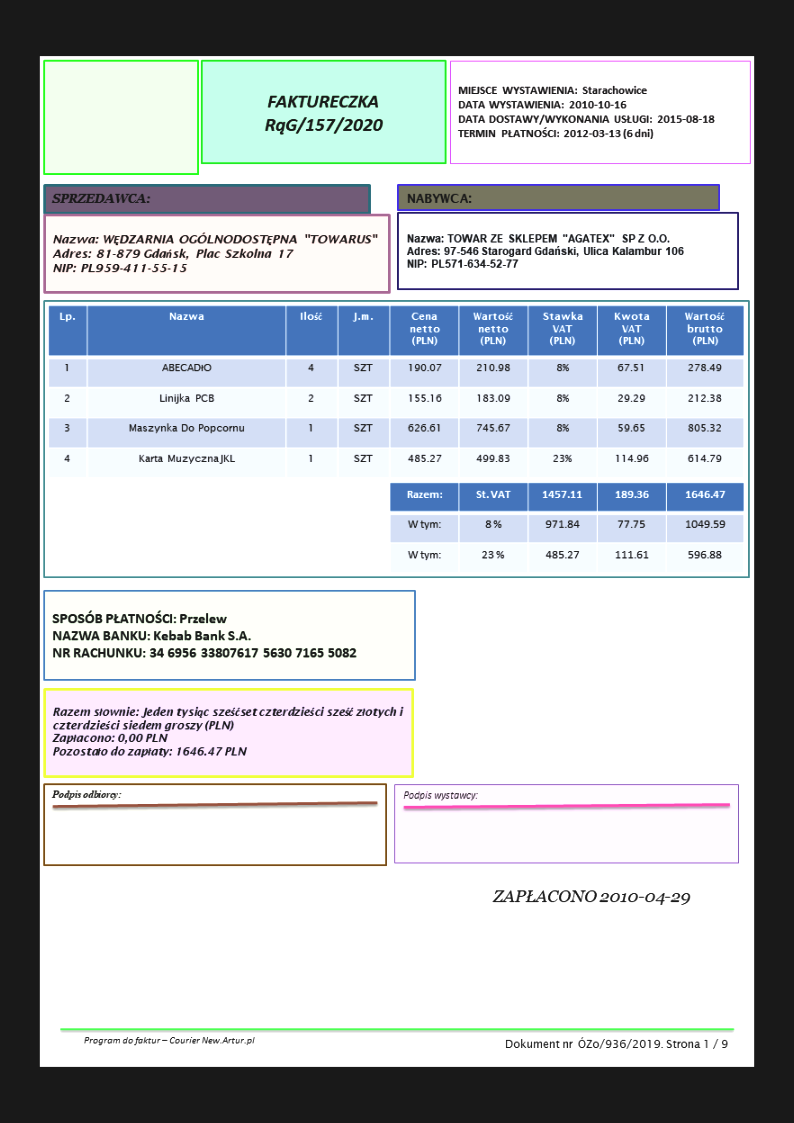 FAKTURECZKA
RqG/157/2020
MIEJSCE WYSTAWIENIA: Starachowice
DATA WYSTAWIENIA: 2010-10-16
DATA DOSTAWY/WYKONANIA USŁUGI: 2015-08-18
TERMIN PŁATNOŚCI: 2012-03-13 (6 dni)
SPRZEDAWCA:
Nazwa: WĘDZARNIA OGÓLNODOSTĘPNA "TOWARUS"
Adres: 81-879 Gdańsk, Plac Szkolna 17
NIP: PL959-411-55-15
NABYWCA:
Nazwa: TOWAR ZE SKLEPEM "AGATEX" SP Z O.O.
Adres: 97-546 Starogard Gdański, Ulica Kalambur 106
NIP: PL571-634-52-77
Lp. Nazwa Ilość J.m. Cena netto (PLN) Wartość netto (PLN) Stawka VAT (PLN) Kwota VAT (PLN) Wartość brutto (PLN)
1 ABECADłO 4 SZT 190.07 210.98 8% 67.51 278.49
2 Linijka PCB 2 SZT 155.16 183.09 8% 29.29 212.38
3 Maszynka Do Popcornu 1 SZT 626.61 745.67 8% 59.65 805.32
4 Karta MuzycznaJKL 1 SZT 485.27 499.83 23% 114.96 614.79
Razem: St.VAT 1457.11 189.36 1646.47
W tym: 8% 971.84 77.75 1049.59
W tym: 23% 485.27 111.61 596.88
SPOSÓB PŁATNOŚCI: Przelew
NAZWA BANKU: Kebab Bank S.A.
NR RACHUNKU: 34 6956 33807617 5630 7165 5082
Razem słownie: Jeden tysiąc sześćset czterdzieści sześć złotych i
czterdzieści siedem groszy (PLN)
Zapłacono: 0,00 PLN
Pozostało do zapłaty: 1646.47 PLN
Podpis odbiorcy:
Podpis wystawcy:
ZAPŁACONO 2010-04-29
Program do faktur – Courier New.Artur.pl
Dokument nr ÓZo/936/2019. Strona 1 / 9